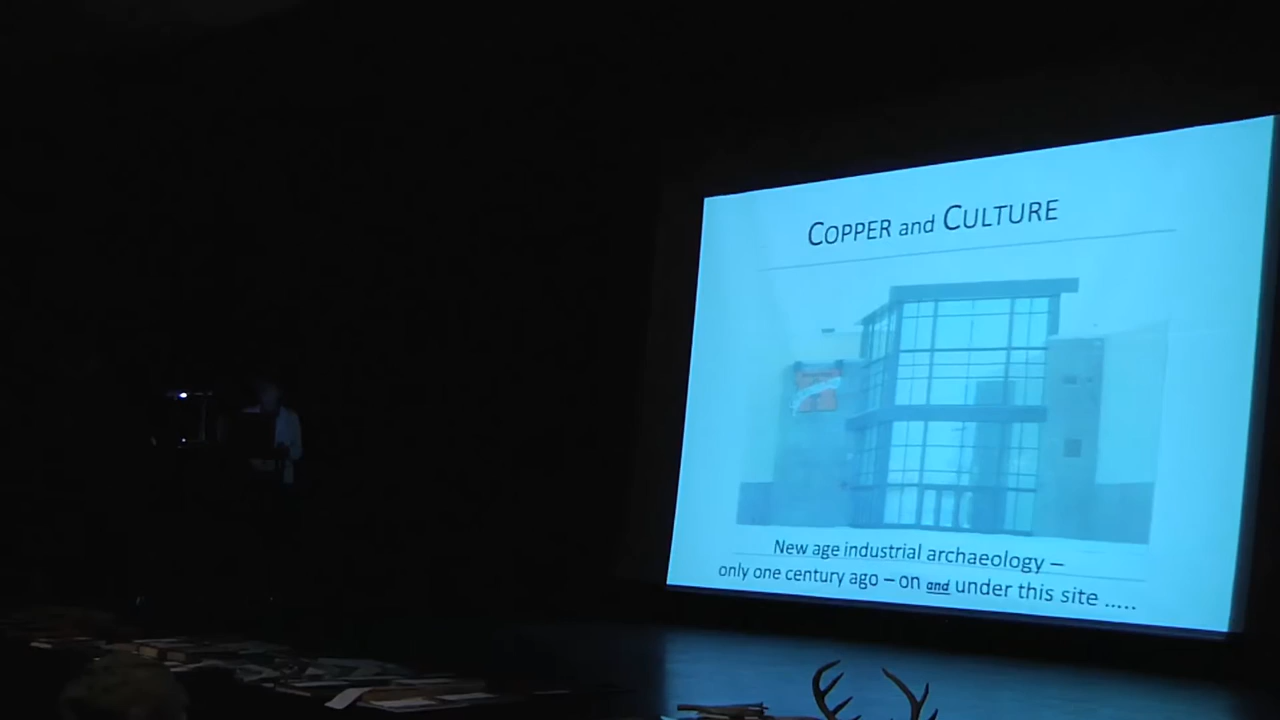 COPPER and CULTURE
New age industrial archaeology –
only one century ago – on and under this site .....